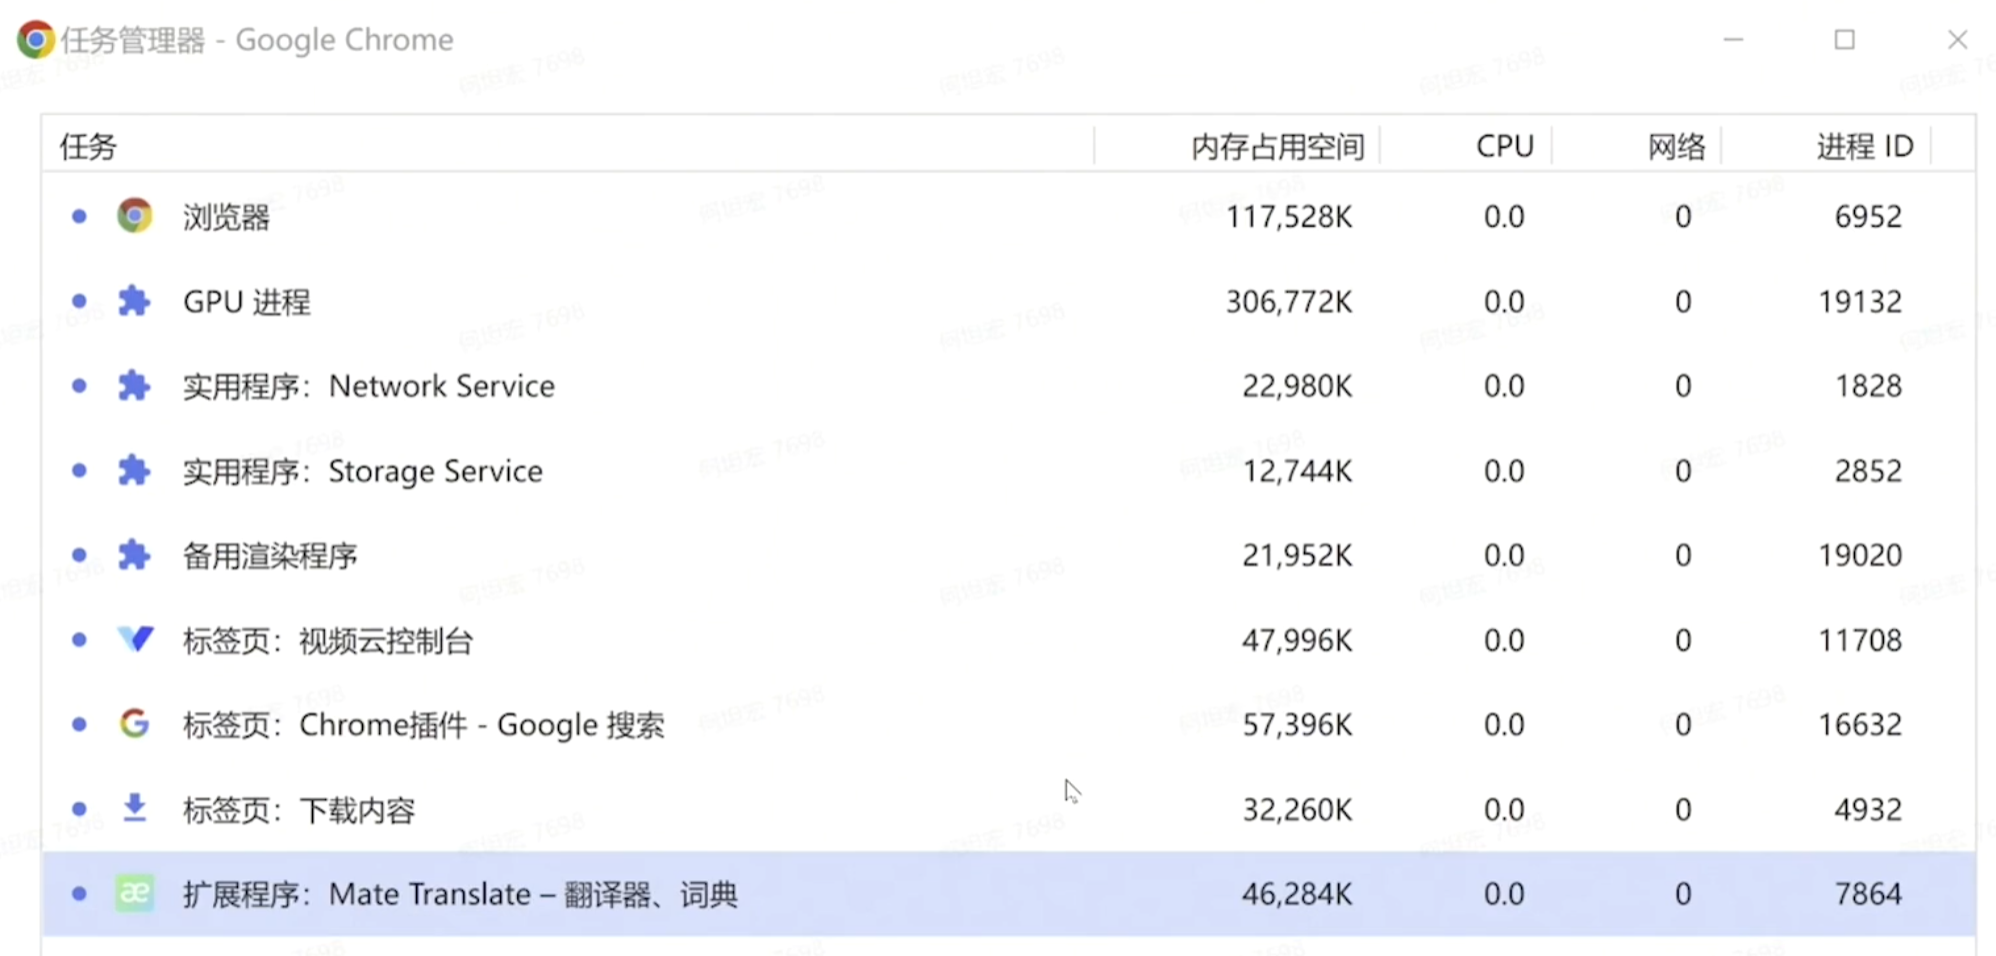 任务管理器 - Google Chrome
任务 内存占用空间 CPU 网络 进程 ID
浏览器 117,528K 0.0 0 6952
GPU 进程 306,772K 0.0 0 19132
实用程序：Network Service 22,980K 0.0 0 1828
实用程序：Storage Service 12,744K 0.0 0 2852
备用渲染程序 21,952K 0.0 0 19020
标签页：视频云控制台 47,996K 0.0 0 11708
标签页：Chrome插件 - Google 搜索 57,396K 0.0 0 16632
标签页：下载内容 32,260K 0.0 0 4932
æ 扩展程序：Mate Translate – 翻译器、词典 46,284K 0.0 0 7864